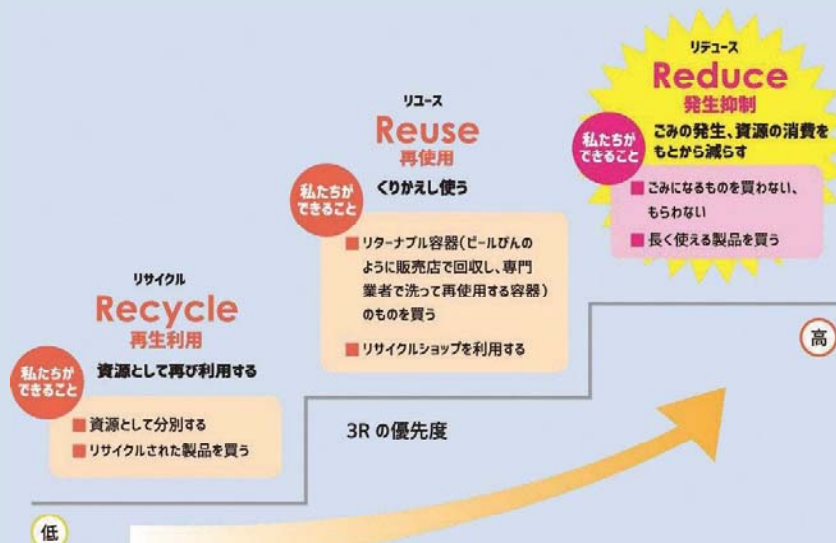 リデュース
Reduce
発生抑制
私たちが
できること
ごみの発生、資源の消費を
もとから減らす
■ ごみになるものを買わない、
もらわない
■ 長く使える製品を買う
リユース
Reuse
再使用
私たちが
できること
くりかえし使う
■ リターナブル容器(ビールびんの
ように販売店で回収し、専門
業者で洗って再使用する容器)
のものを買う
■ リサイクルショップを利用する
リサイクル
Recycle
再生利用
私たちが
できること
資源として再び利用する
■ 資源として分別する
■ リサイクルされた製品を買う
3Rの優先度
高
低